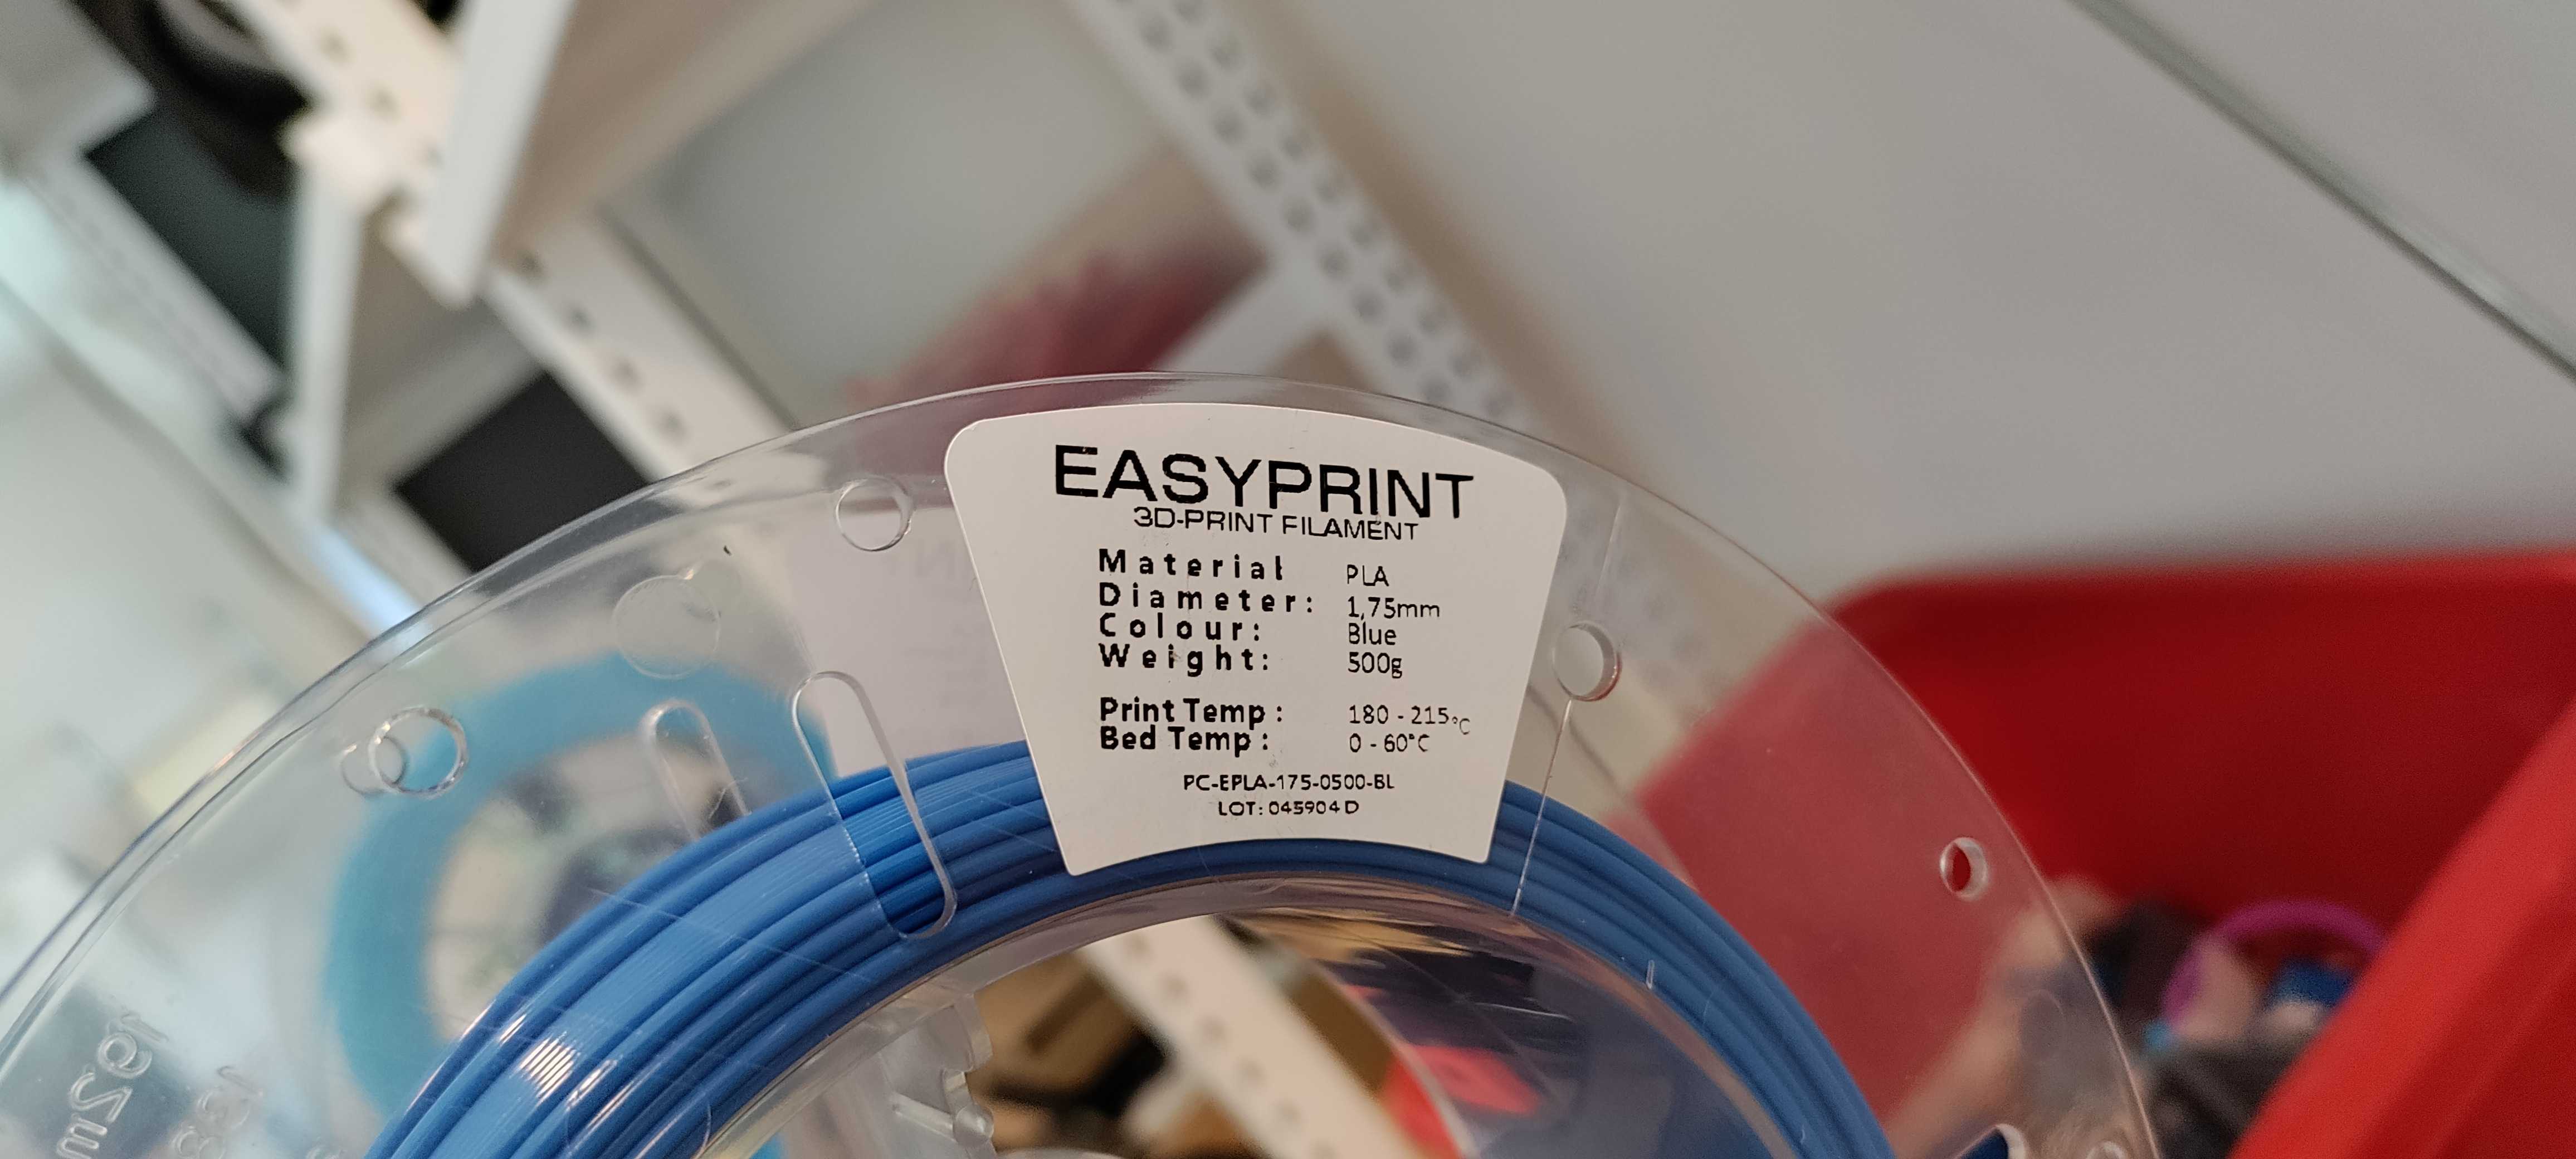 EASYPRINT
3D-PRINT FILAMENT
Material PLA
Diameter: 1,75mm
Colour: Blue
Weight: 500g
Print Temp : 180 - 215°C
Bed Temp : 0 - 60°C
PC-EPLA-175-0500-BL
LOT: 045904D